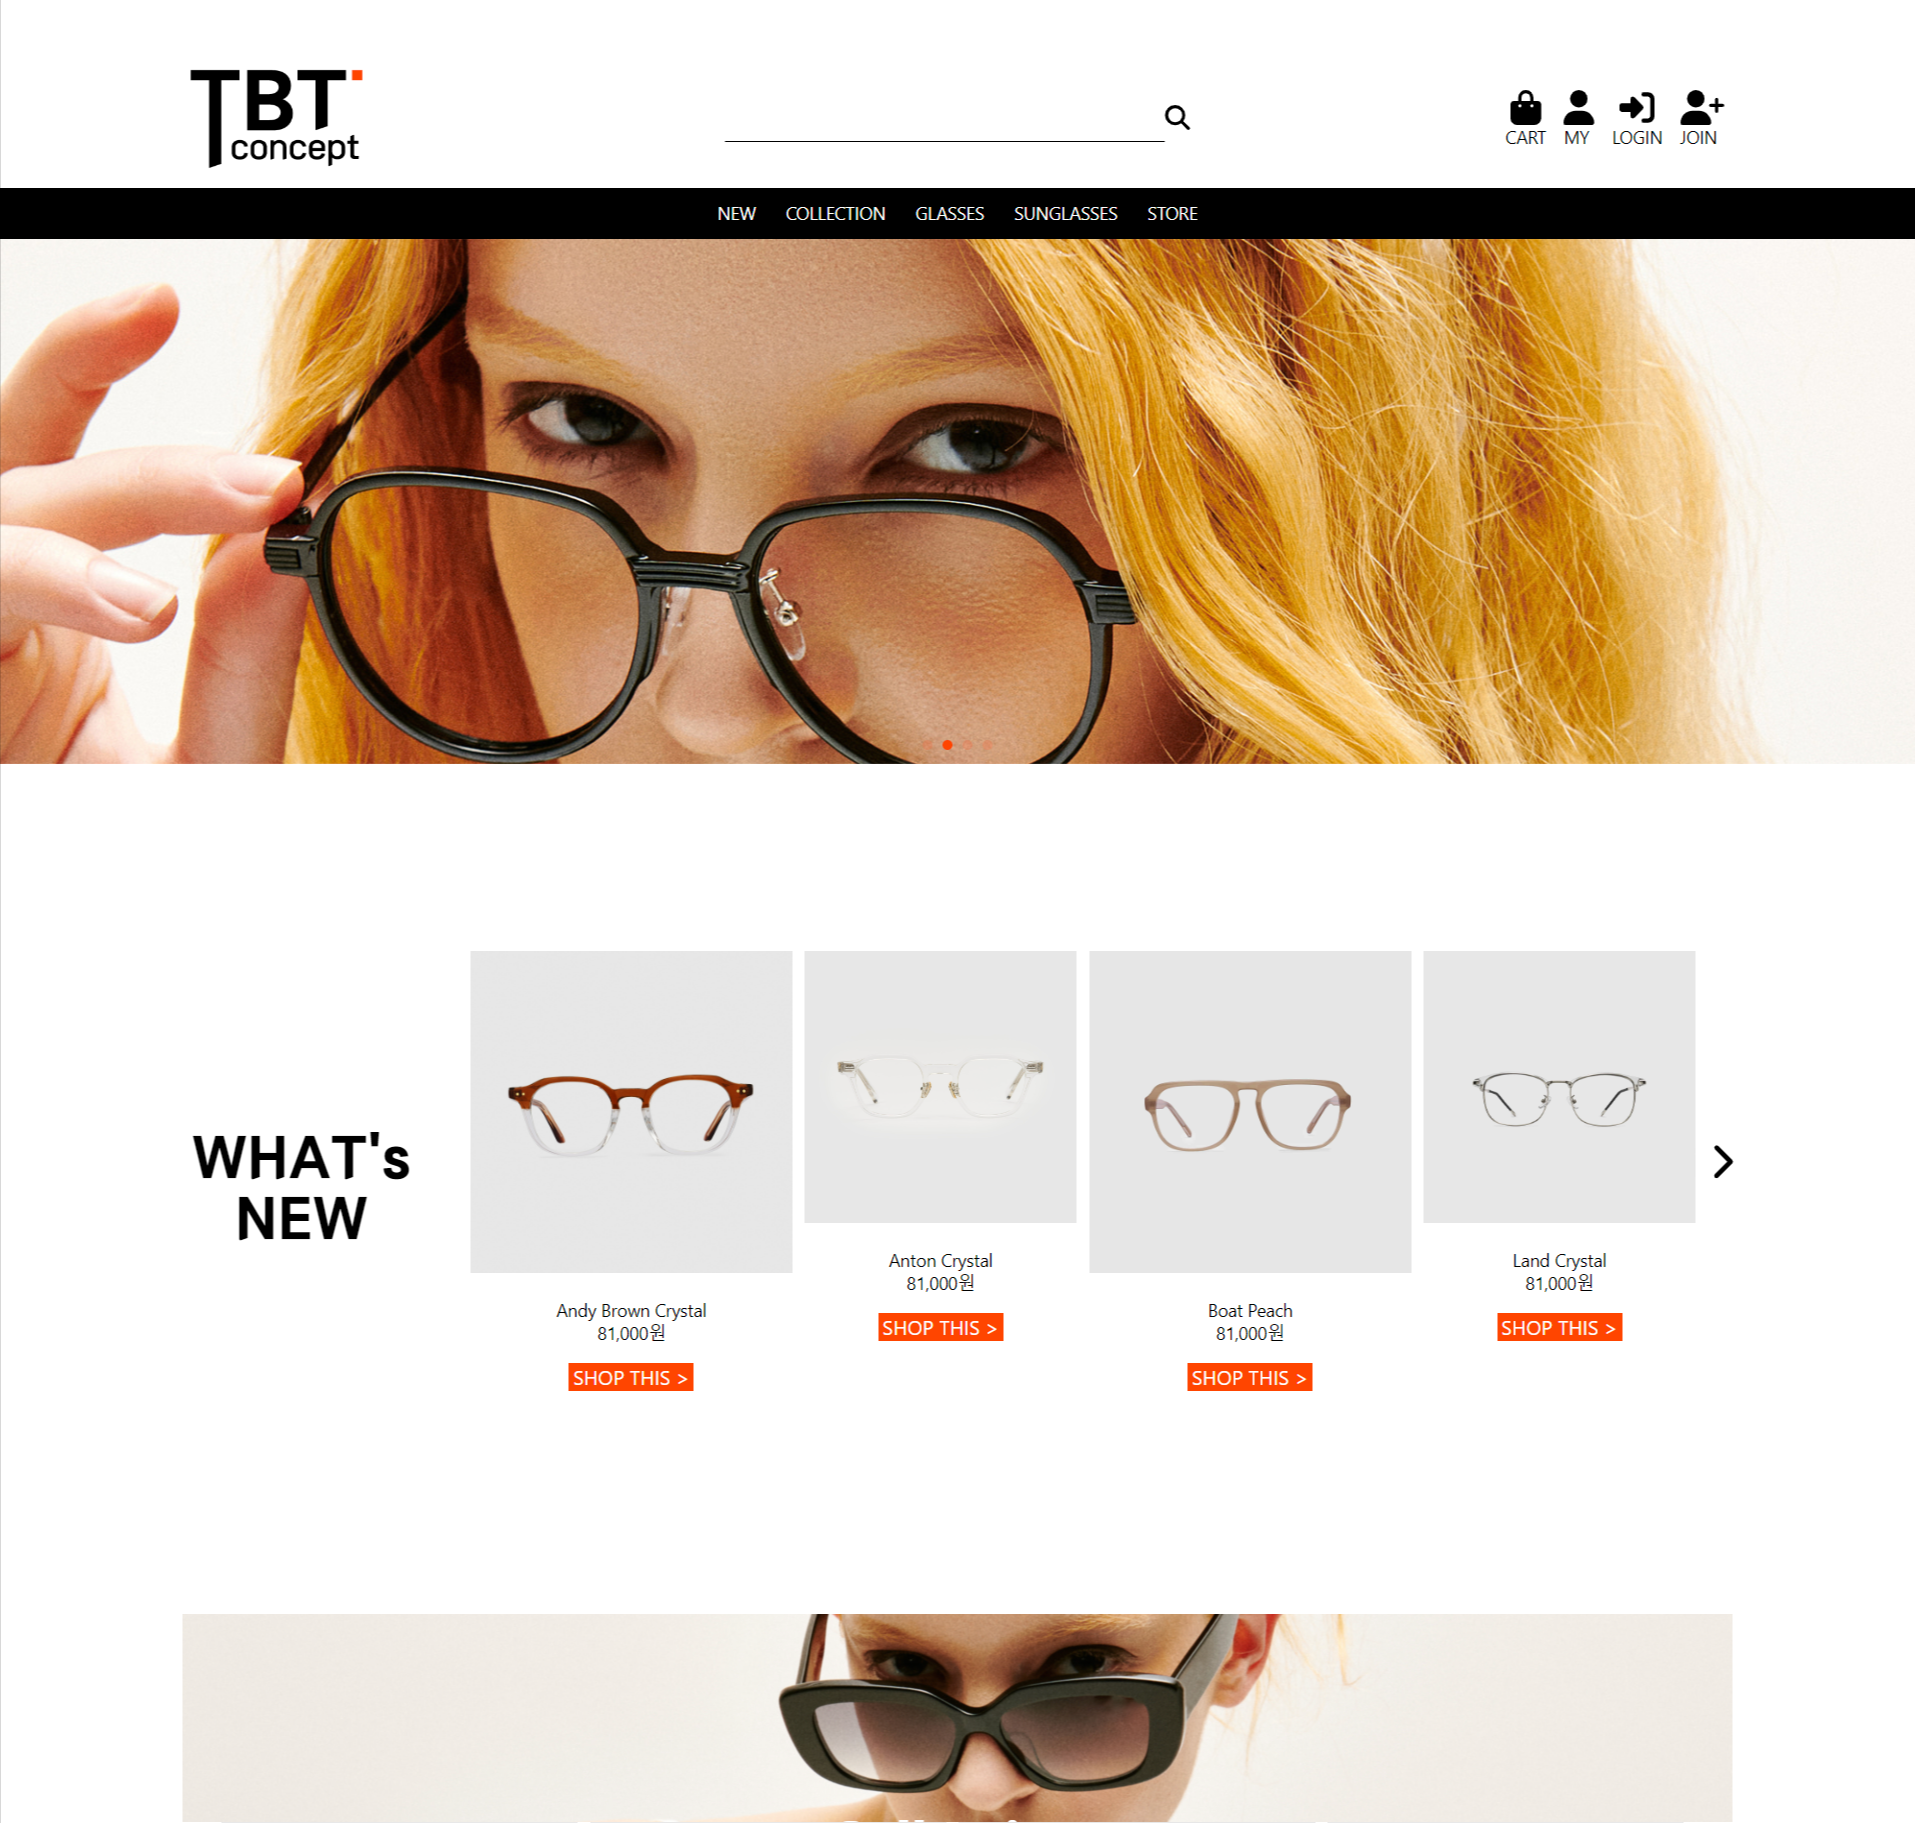 TBT
concept
CART MY LOGIN JOIN
NEW COLLECTION GLASSES SUNGLASSES STORE
WHAT's
NEW
Andy Brown Crystal
81,000원
SHOP THIS >
Anton Crystal
81,000원
SHOP THIS >
Boat Peach
81,000원
SHOP THIS >
Land Crystal
81,000원
SHOP THIS >